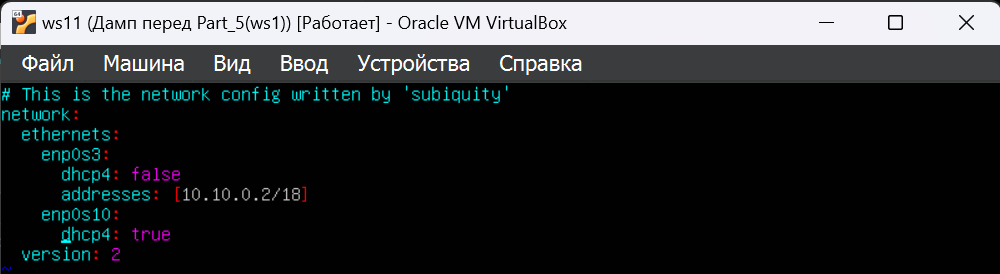 ws11 (Дамп перед Part_5(ws1)) [Работает] - Oracle VM VirtualBox
Файл Машина Вид Ввод Устройства Справка
# This is the network config written by 'subiquity'
network:
  ethernets:
    enp0s3:
      dhcp4: false
      addresses: [10.10.0.2/18]
    enp0s10:
      dhcp4: true
  version: 2
~